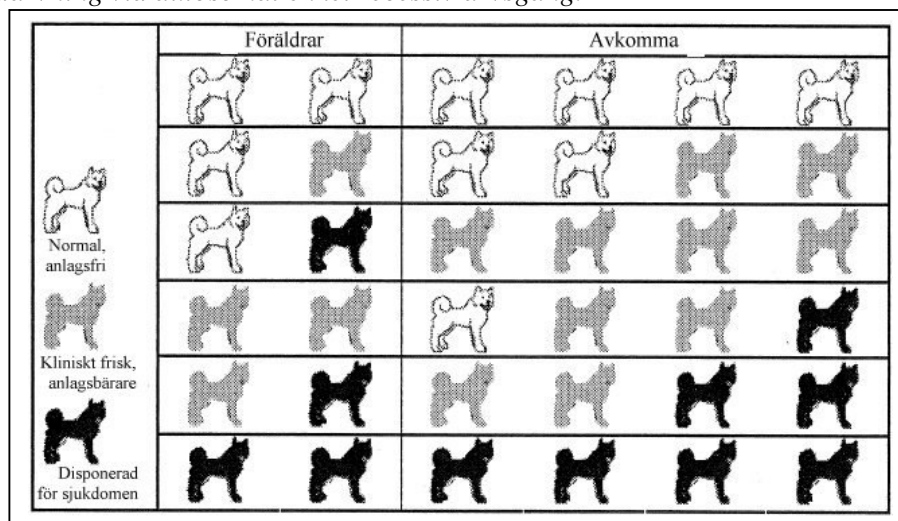 Föräldrar Avkomma
Normal,
anlagsfri
Kliniskt frisk,
anlagsbärare
Disponerad
för sjukdomen